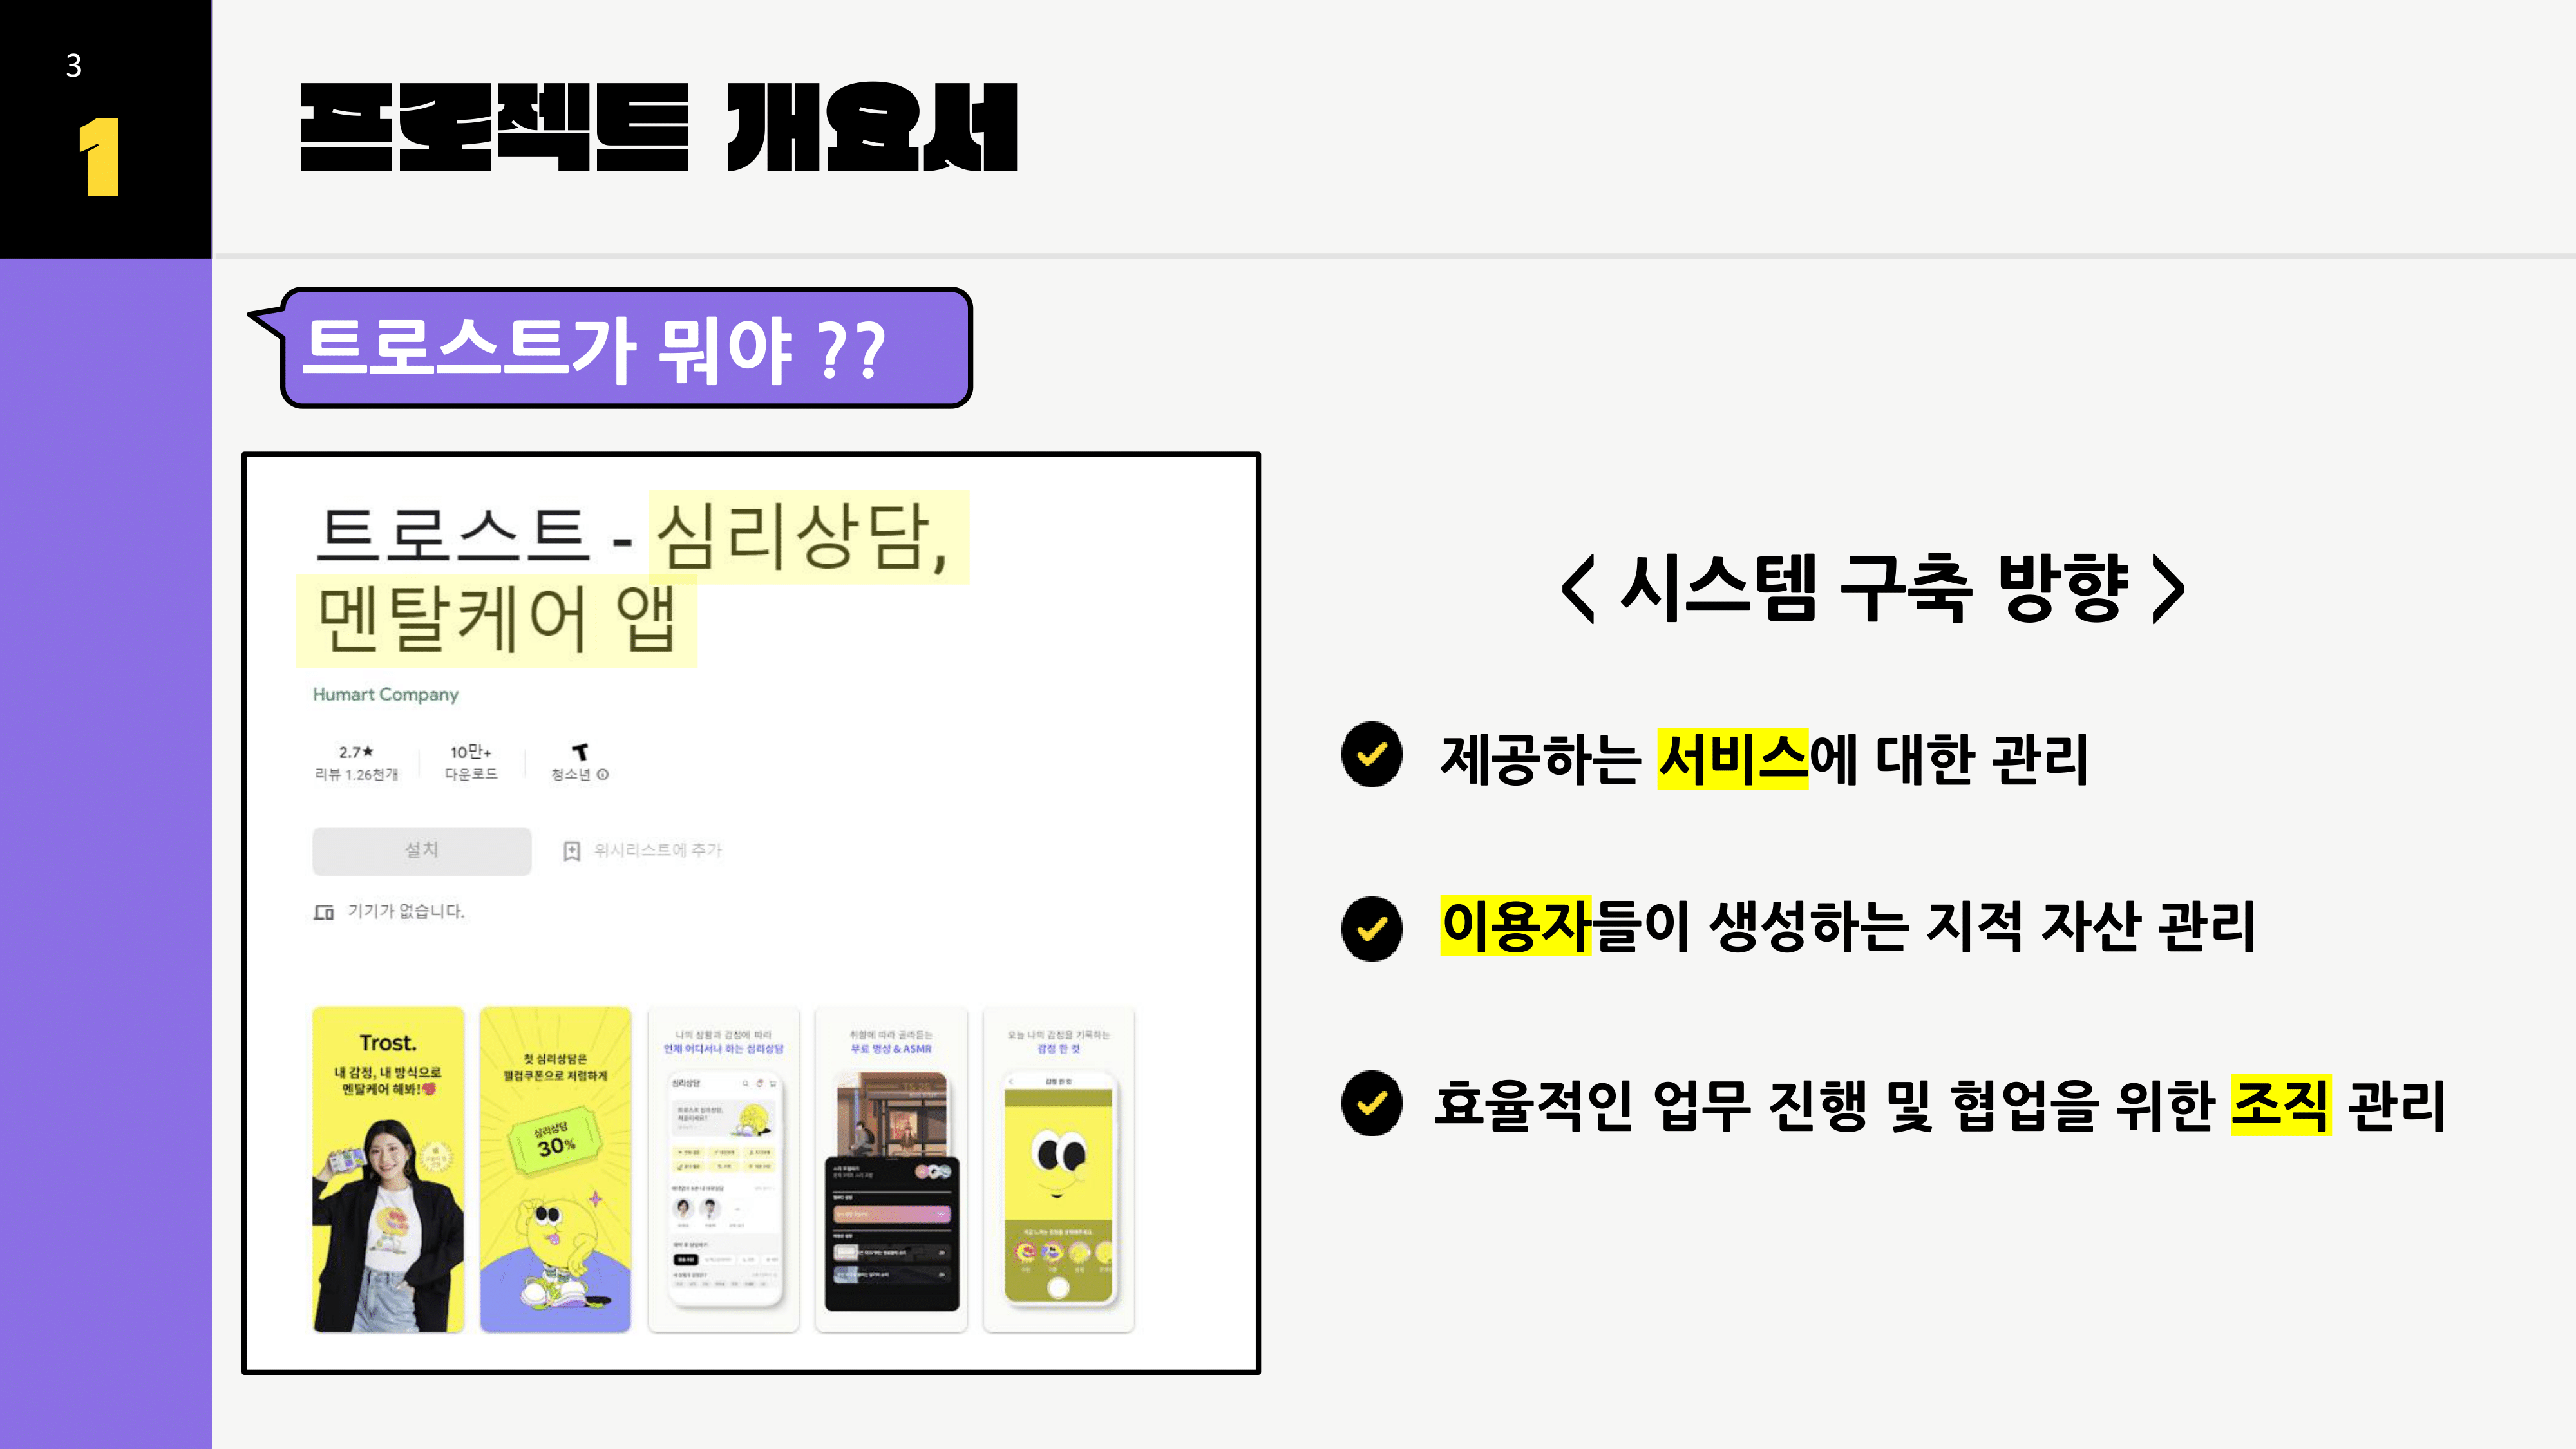 3
1
프로젝트 개요서
트로스트가 뭐야 ??
트로스트 - 심리상담,
멘탈케어 앱
Humart Company
2.7★
리뷰 1.26천개
10만+
다운로드
청소년
설치
위시리스트에 추가
기기가 없습니다.
Trost.
내 감정, 내 방식으로
멘탈케어 해봐!
첫 심리상담은
웰컴쿠폰으로 저렴하게
심리상담
30%
나의 상황과 감정에 따라
언제 어디서나 하는 심리상담
심리상담
취향에 따라 골라듣는
무료 명상 & ASMR
오늘 나의 감정을 기록하는
감정 한 컷
감정 한 컷
< 시스템 구축 방향 >
제공하는 서비스에 대한 관리
이용자들이 생성하는 지적 자산 관리
효율적인 업무 진행 및 협업을 위한 조직 관리